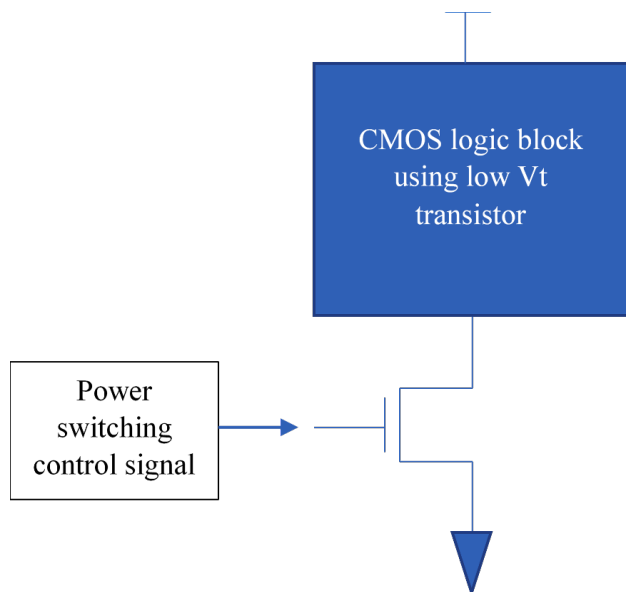 CMOS logic block
using low Vt
transistor
Power
switching
control signal